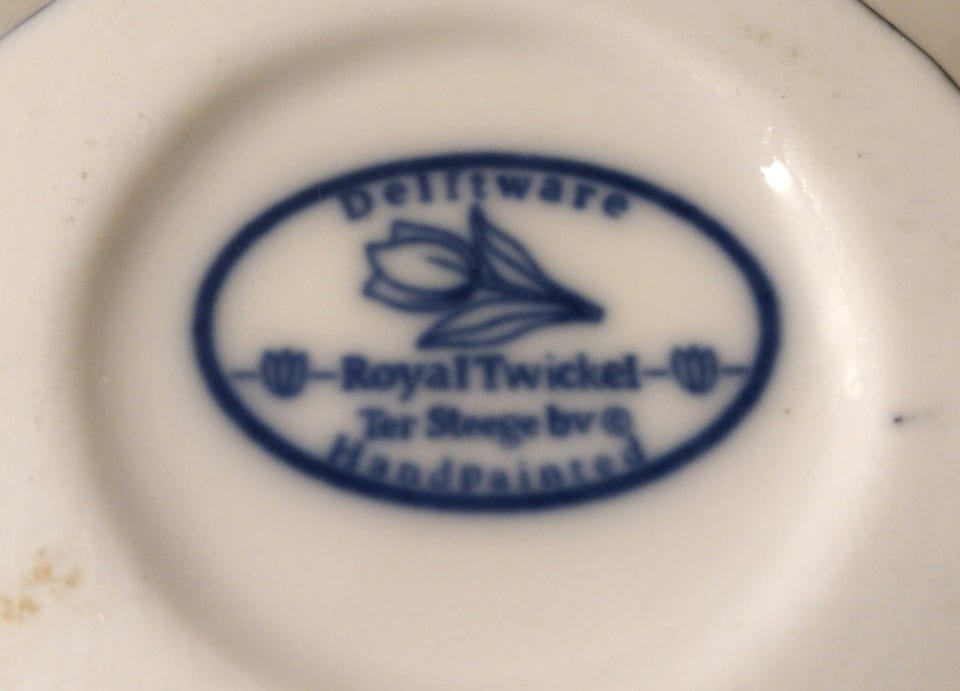 Delftware
Royal Twickel
Ter Steege bv ©
Handpainted